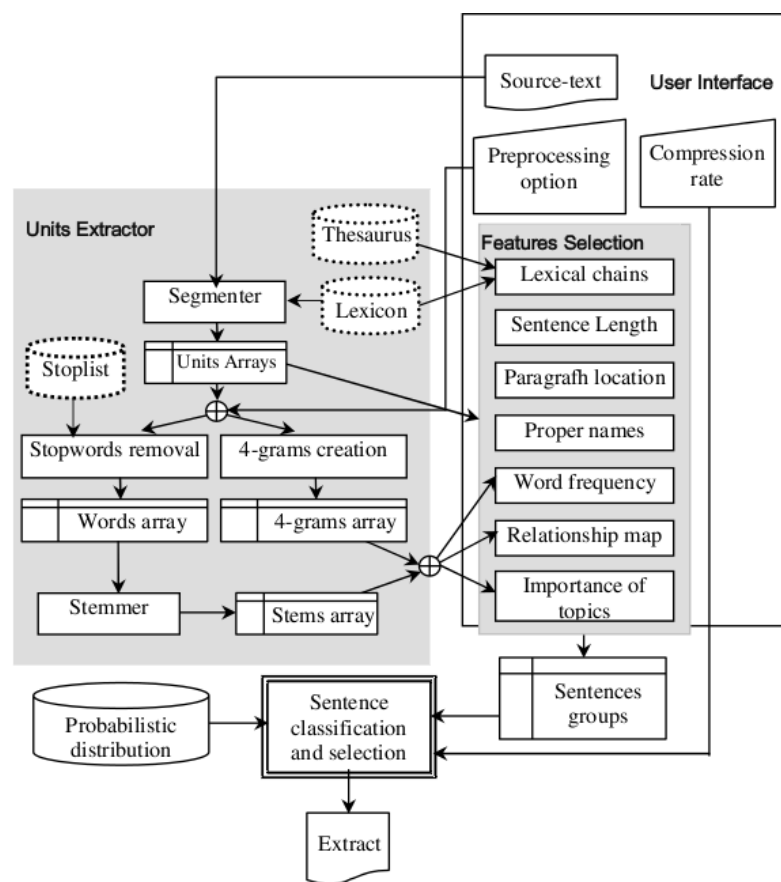 Source-text
User Interface
Preprocessing
option
Compression
rate
Units Extractor
Thesaurus
Features Selection
Lexical chains
Segmenter
Lexicon
Sentence Length
Units Arrays
Stoplist
Paragrafh location
Stopwords removal
4-grams creation
Proper names
Word frequency
Words array
4-grams array
Relationship map
Stemmer
Stems array
Importance of
topics
Probabilistic
distribution
Sentence
classification
and selection
Sentences
groups
Extract